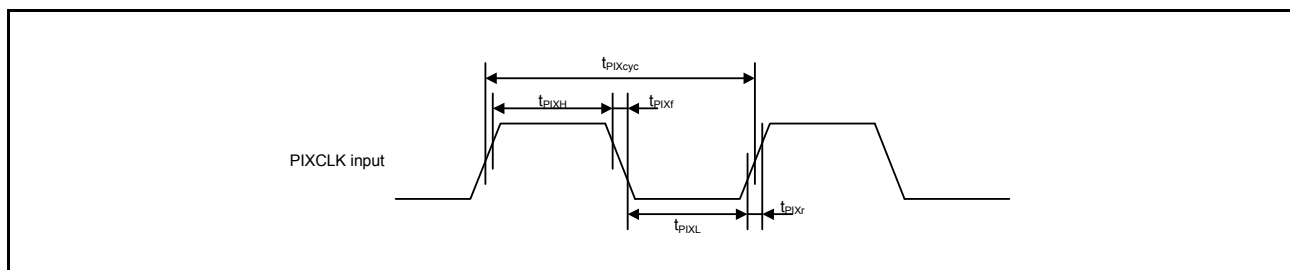 tPIXcyc
tPIXH
tPIXf
PIXCLK input
tPIXL
tPIXr